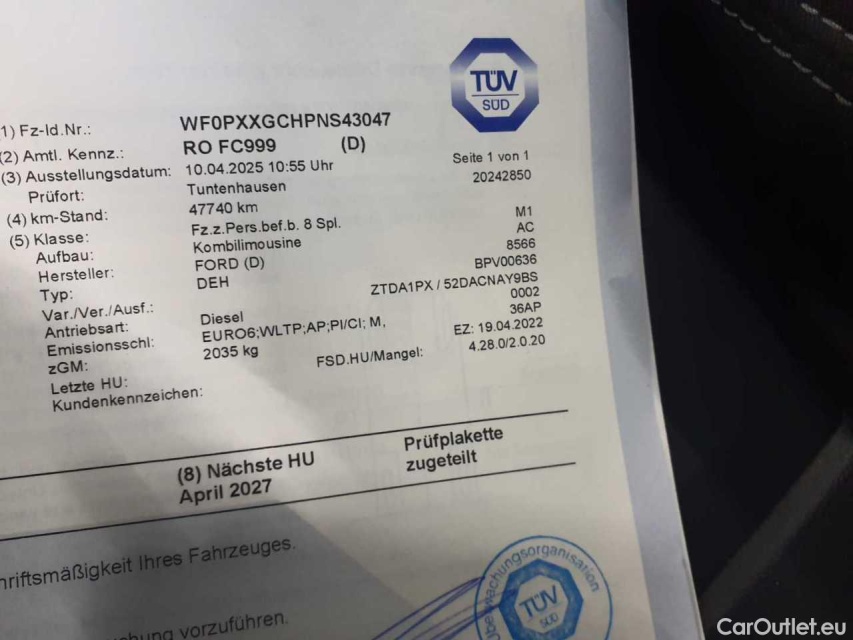 TÜV
SÜD
1) Fz-Id.Nr.: WF0PXXGCHPNS43047
(2) Amtl. Kennz.: RO FC999 (D)
(3) Ausstellungsdatum: 10.04.2025 10:55 Uhr Seite 1 von 1
Prüfort: Tuntenhausen 20242850
(4) km-Stand: 47740 km
(5) Klasse: Fz.z.Pers.bef.b. 8 Spl. M1
Aufbau: Kombilimousine AC
Hersteller: FORD (D) 8566
Typ: DEH BPV00636
Var./Ver./Ausf.: ZTDA1PX / 52DACNAY9BS
Antriebsart: Diesel 0002
Emissionsschl: EURO6;WLTP;AP;PI/CI; M, 36AP
zGM: 2035 kg EZ: 19.04.2022
Letzte HU: FSD.HU/Mangel: 4.28.0/2.0.20
Kundenkennzeichen:
(8) Nächste HU Prüfplakette
April 2027 zugeteilt
hriftsmäßigkeit Ihres Fahrzeuges.
hung vorzuführen.
überwachungsorganisation
TÜV
SÜD
CarOutlet.eu